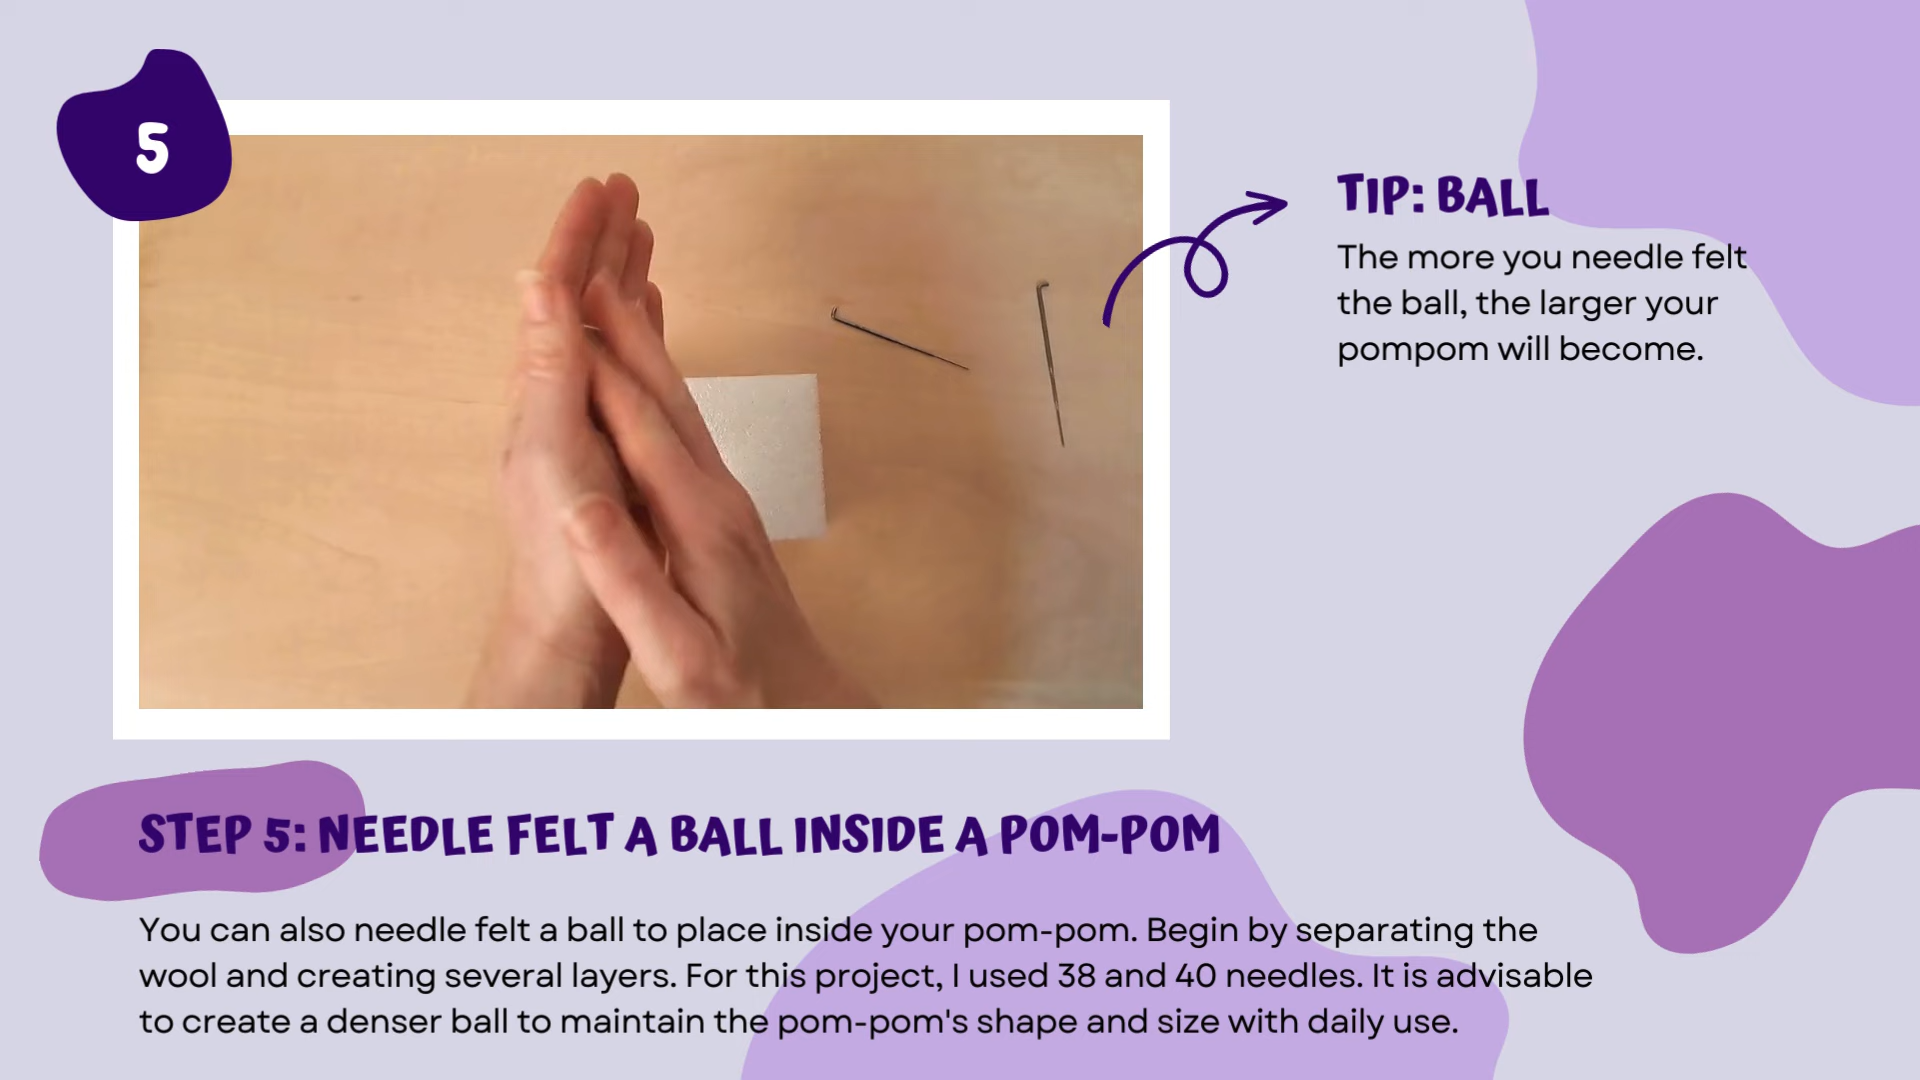 5
TIP: BALL
The more you needle felt
the ball, the larger your
pompom will become.
STEP 5: NEEDLE FELT A BALL INSIDE A POM-POM
You can also needle felt a ball to place inside your pom-pom. Begin by separating the
wool and creating several layers. For this project, I used 38 and 40 needles. It is advisable
to create a denser ball to maintain the pom-pom's shape and size with daily use.